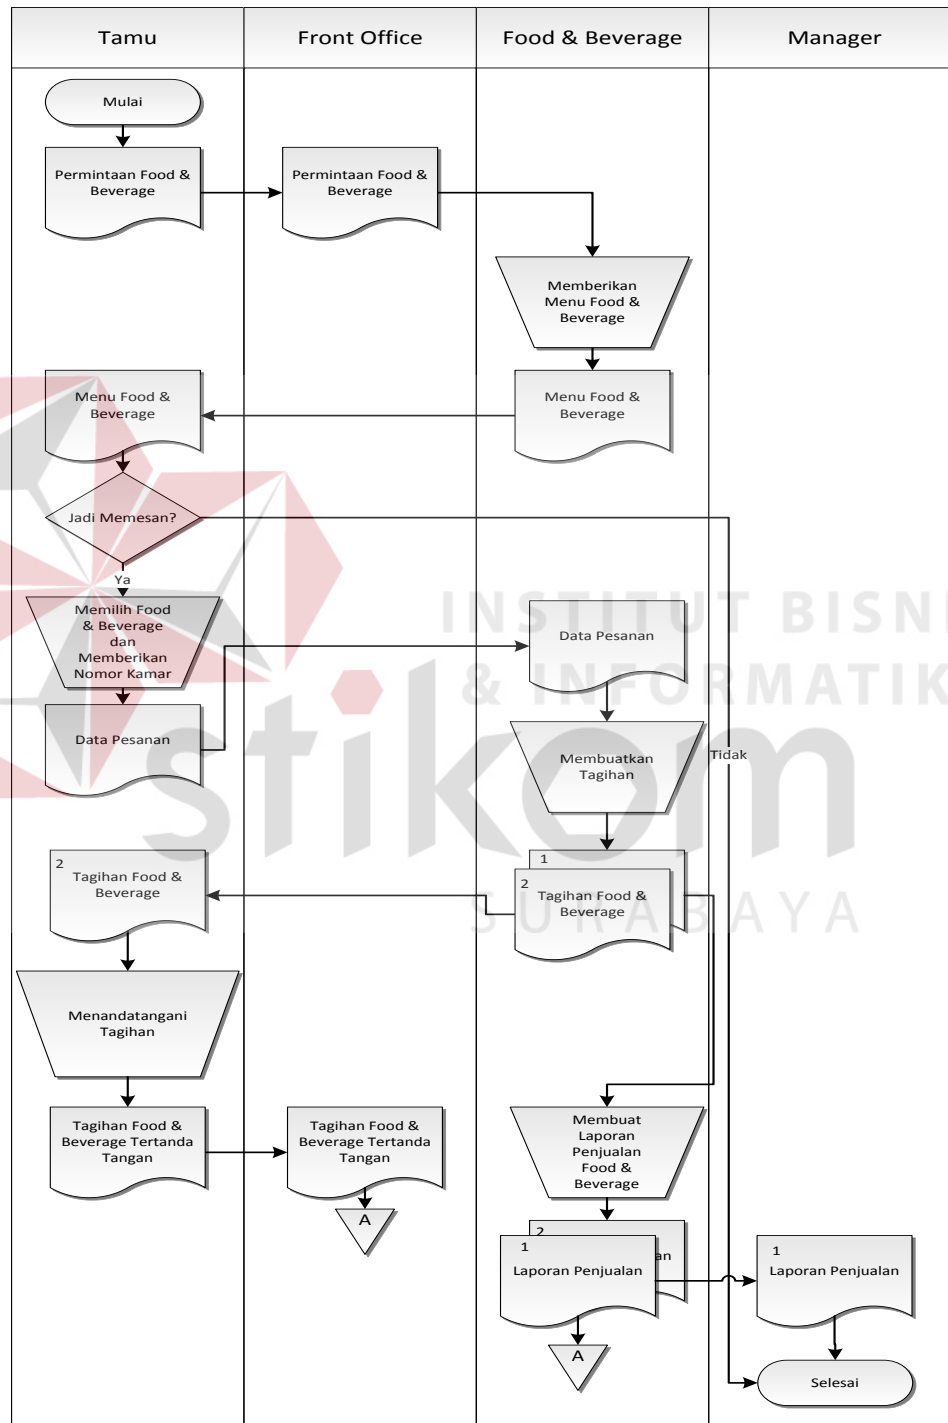 Tamu
Front Office
Food & Beverage
Manager
Mulai
Permintaan Food &
Beverage
Permintaan Food &
Beverage
Memberikan
Menu Food &
Beverage
Menu Food &
Beverage
Menu Food &
Beverage
Jadi Memesan?
Ya
Memilih Food
& Beverage
dan
Memberikan
Nomor Kamar
Data Pesanan
INSTITUT BISNI
& INFORMATIK
stikom
SURABAYA
Data Pesanan
Membuatkan
Tagihan
Tidak
1
2
Tagihan Food &
Beverage
2
Tagihan Food &
Beverage
Menandatangani
Tagihan
Tagihan Food &
Beverage Tertanda
Tangan
Tagihan Food &
Beverage Tertanda
Tangan
A
Membuat
Laporan
Penjualan
Food &
Beverage
2
an
1
Laporan Penjualan
A
1
Laporan Penjualan
Selesai